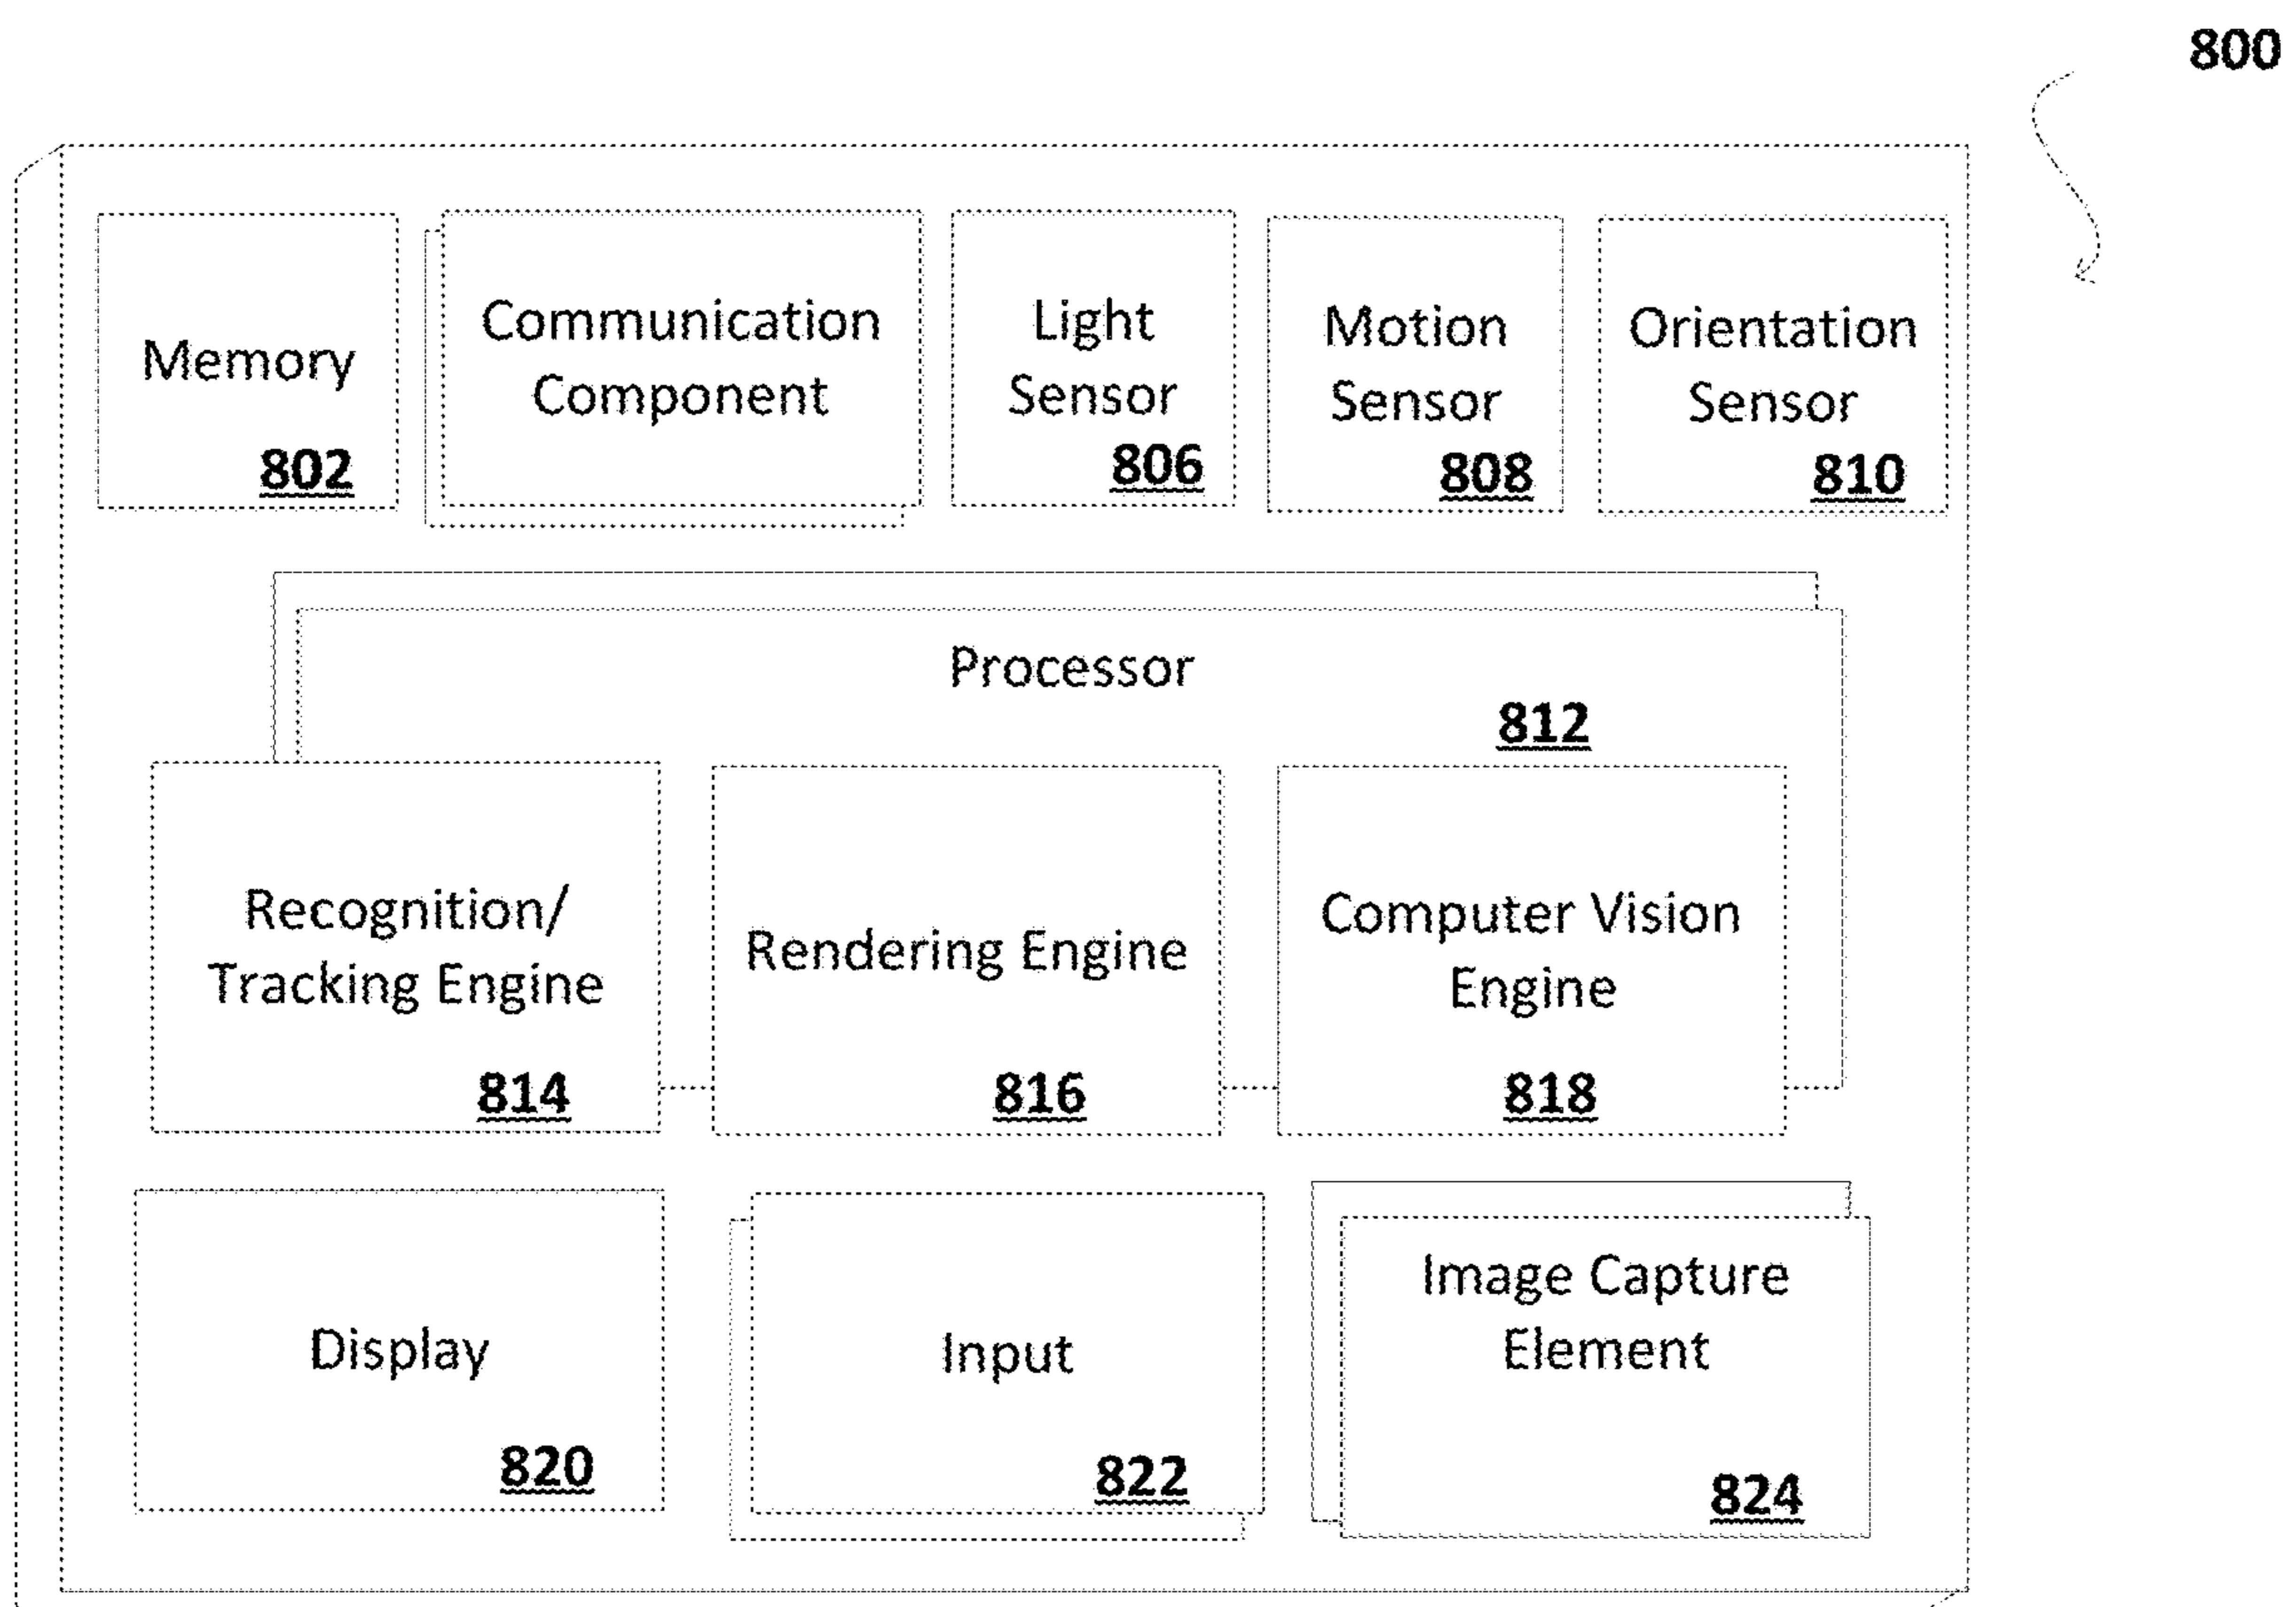 800
Memory
802
Communication
Component
Light
Sensor
806
Motion
Sensor
808
Orientation
Sensor
810
Processor
812
Recognition/
Tracking Engine
814
Rendering Engine
816
Computer Vision
Engine
818
Display
820
Input
822
Image Capture
Element
824